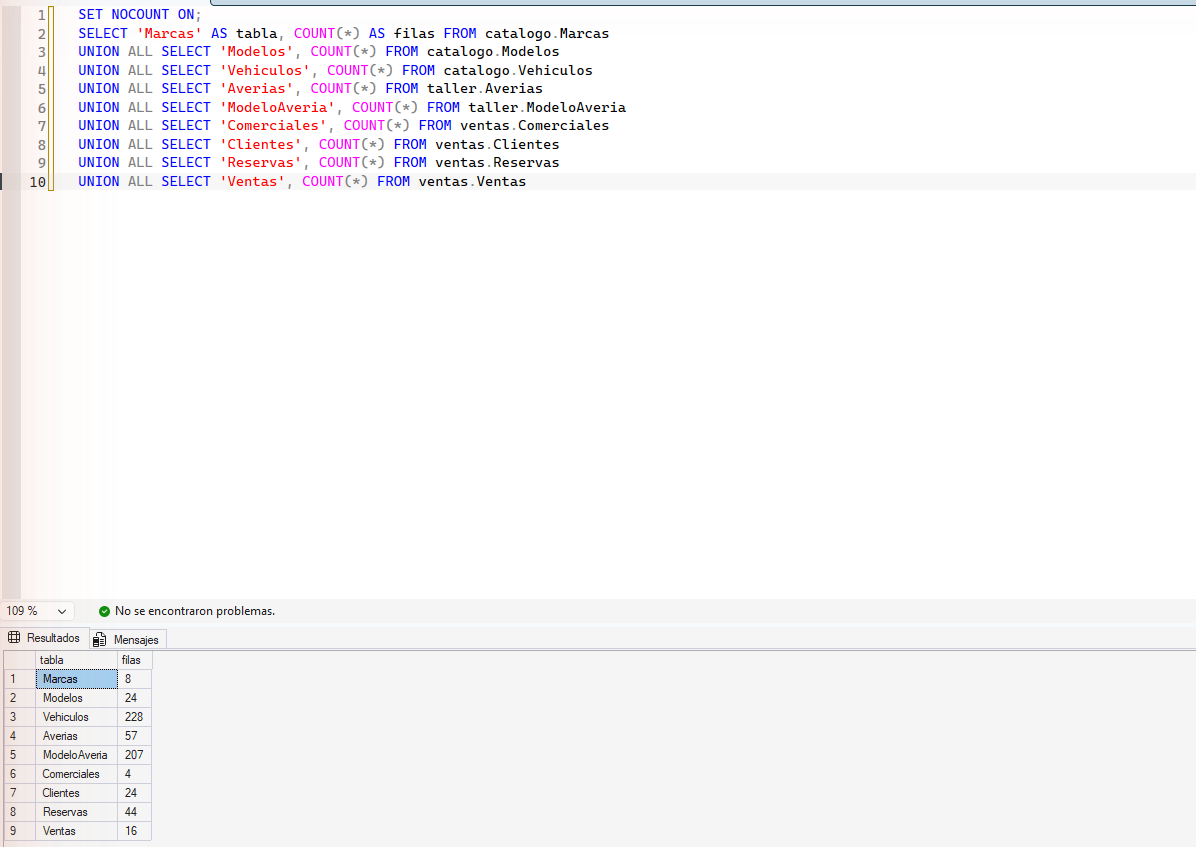 1 SET NOCOUNT ON;
2 SELECT 'Marcas' AS tabla, COUNT(*) AS filas FROM catalogo.Marcas
3 UNION ALL SELECT 'Modelos', COUNT(*) FROM catalogo.Modelos
4 UNION ALL SELECT 'Vehiculos', COUNT(*) FROM catalogo.Vehiculos
5 UNION ALL SELECT 'Averias', COUNT(*) FROM taller.Averias
6 UNION ALL SELECT 'ModeloAveria', COUNT(*) FROM taller.ModeloAveria
7 UNION ALL SELECT 'Comerciales', COUNT(*) FROM ventas.Comerciales
8 UNION ALL SELECT 'Clientes', COUNT(*) FROM ventas.Clientes
9 UNION ALL SELECT 'Reservas', COUNT(*) FROM ventas.Reservas
10 UNION ALL SELECT 'Ventas', COUNT(*) FROM ventas.Ventas
109 % No se encontraron problemas.
Resultados Mensajes
tabla filas
1 Marcas 8
2 Modelos 24
3 Vehiculos 228
4 Averias 57
5 ModeloAveria 207
6 Comerciales 4
7 Clientes 24
8 Reservas 44
9 Ventas 16